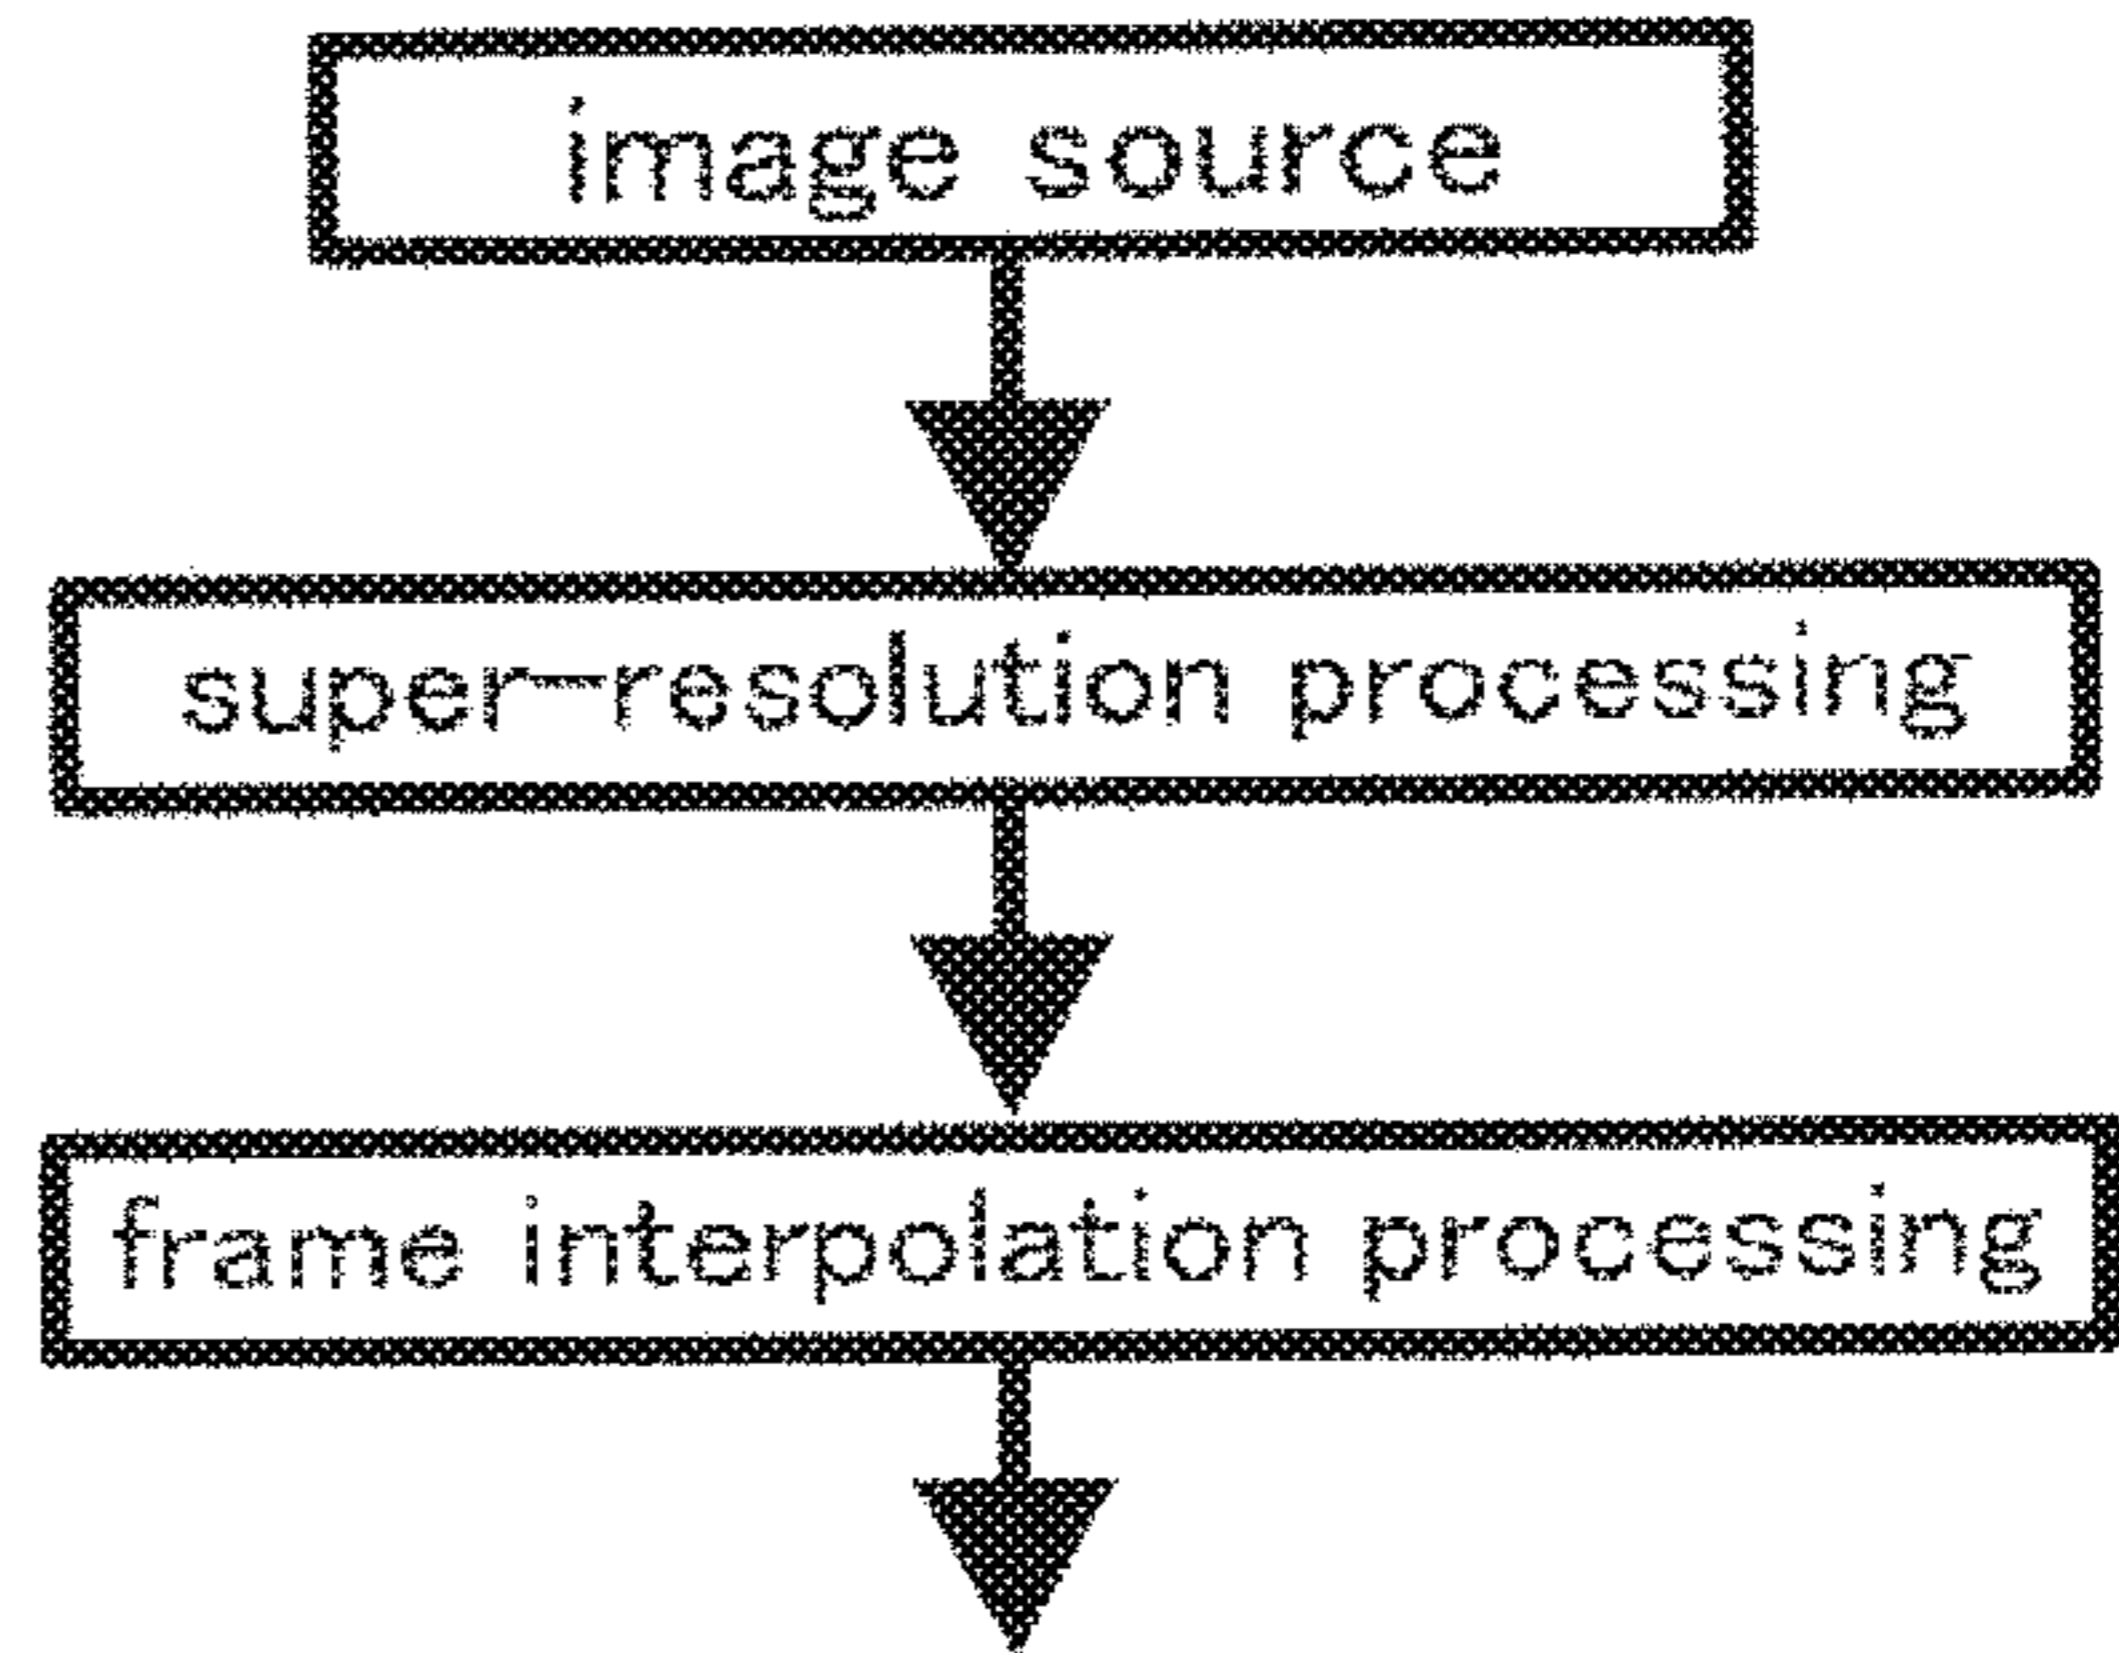 image source
super-resolution processing
frame interpolation processing